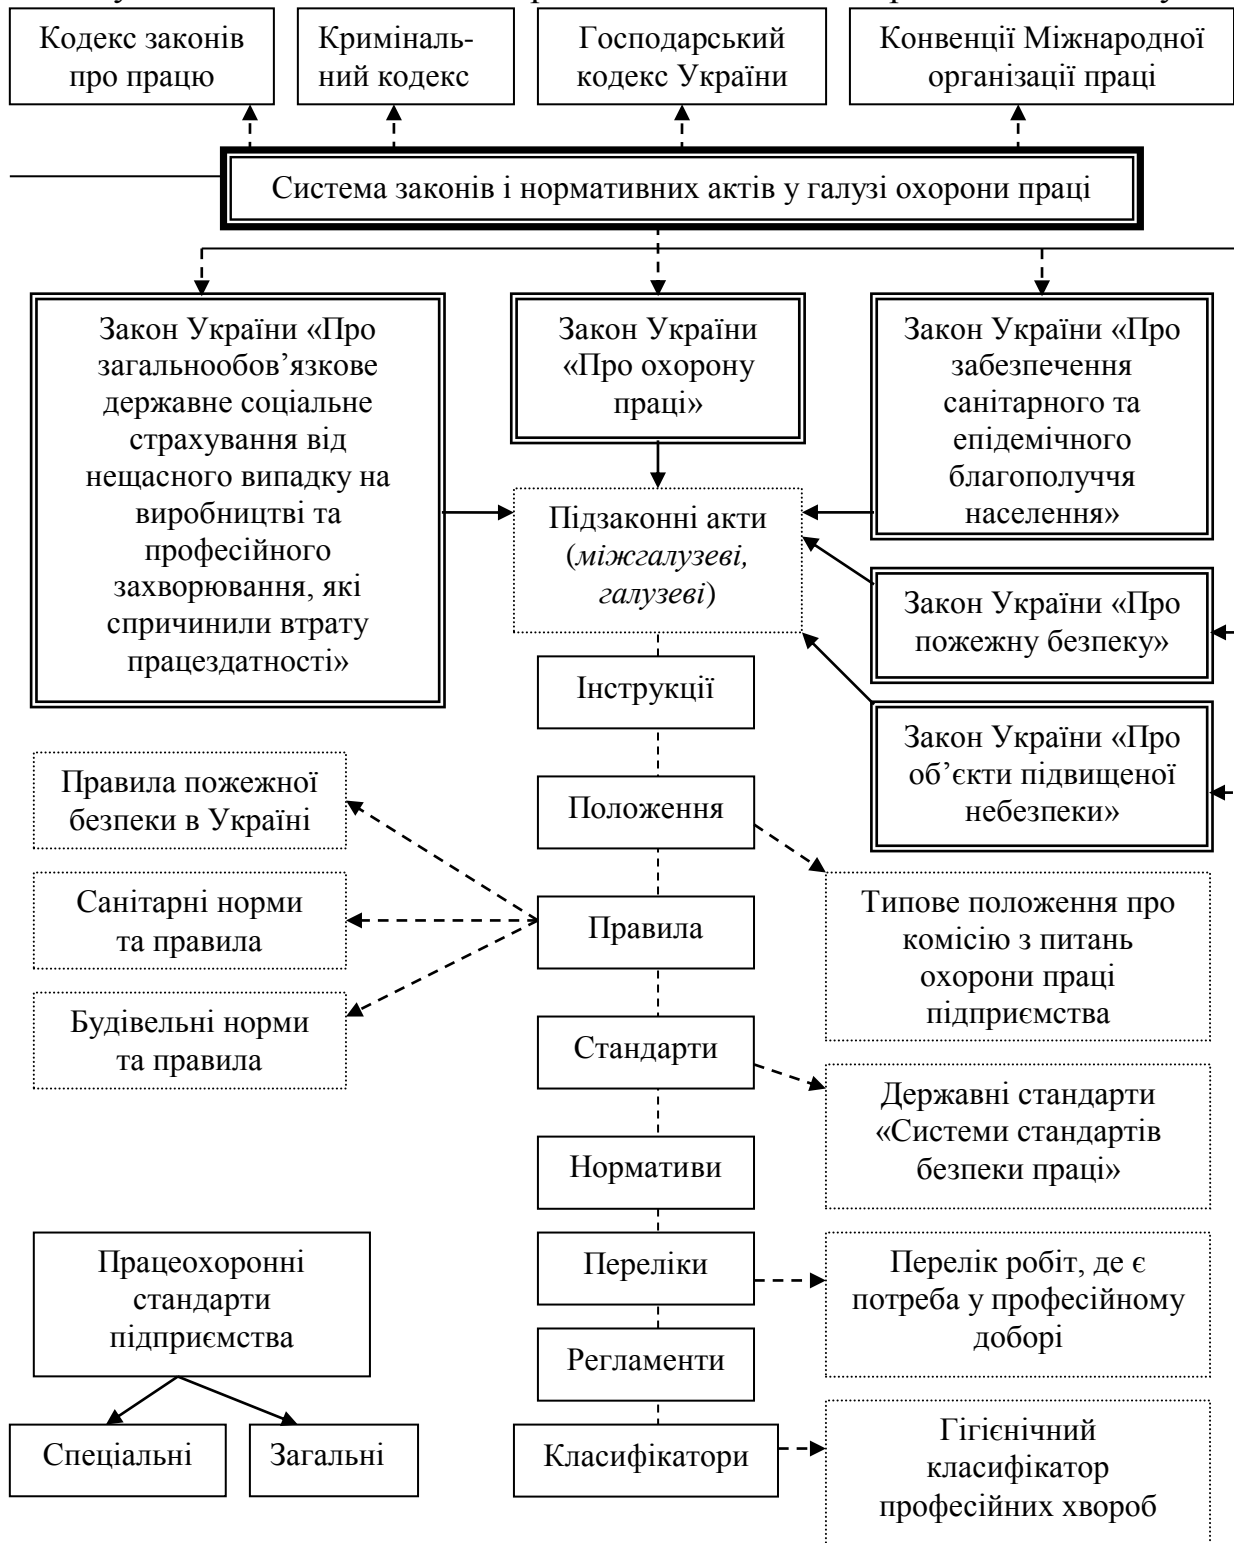 Кодекс законів
про працю
Криміналь-
ний кодекс
Господарський
кодекс України
Конвенції Міжнародної
організації праці
Система законів і нормативних актів у галузі охорони праці
Закон України «Про
загальнообов’язкове
державне соціальне
страхування від
нещасного випадку на
виробництві та
професійного
захворювання, які
спричинили втрату
працездатності»
Закон України
«Про охорону
праці»
Закон України «Про
забезпечення
санітарного та
епідемічного
благополуччя
населення»
Підзаконні акти
(міжгалузеві,
галузеві)
Закон України «Про
пожежну безпеку»
Інструкції
Закон України «Про
об’єкти підвищеної
небезпеки»
Правила пожежної
безпеки в Україні
Положення
Санітарні норми
та правила
Правила
Типове положення про
комісію з питань
охорони праці
підприємства
Будівельні норми
та правила
Стандарти
Державні стандарти
«Системи стандартів
безпеки праці»
Нормативи
Працеохоронні
стандарти
підприємства
Переліки
Перелік робіт, де є
потреба у професійному
доборі
Регламенти
Спеціальні
Загальні
Класифікатори
Гігієнічний
класифікатор
професійних хвороб